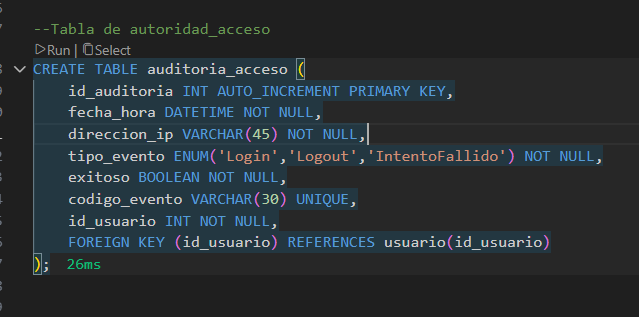 --Tabla de autoridad_acceso
Run | Select
CREATE TABLE auditoria_acceso (
id_auditoria INT AUTO_INCREMENT PRIMARY KEY,
fecha_hora DATETIME NOT NULL,
direccion_ip VARCHAR(45) NOT NULL,
tipo_evento ENUM('Login','Logout','IntentoFallido') NOT NULL,
exitoso BOOLEAN NOT NULL,
codigo_evento VARCHAR(30) UNIQUE,
id_usuario INT NOT NULL,
FOREIGN KEY (id_usuario) REFERENCES usuario(id_usuario)
); 26ms